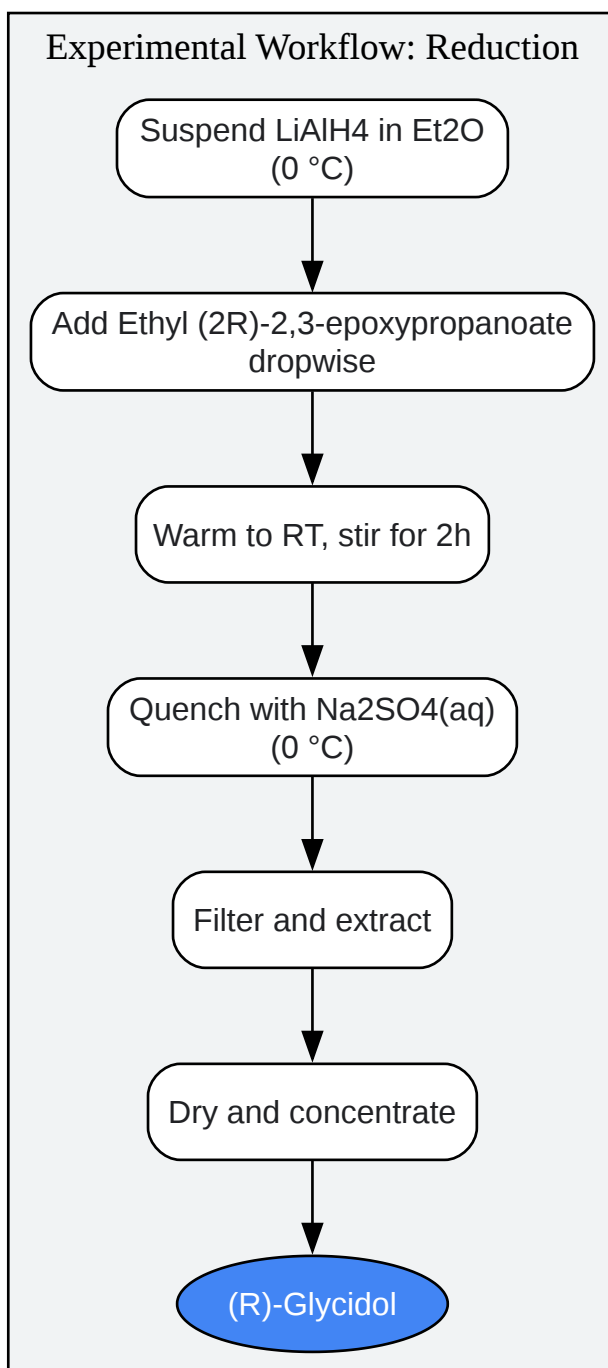 Experimental Workflow: Reduction
Suspend LiAlH4 in Et2O
(0 °C)
Add Ethyl (2R)-2,3-epoxypropanoate
dropwise
Warm to RT, stir for 2h
Quench with Na2SO4(aq)
(0 °C)
Filter and extract
Dry and concentrate
(R)-Glycidol